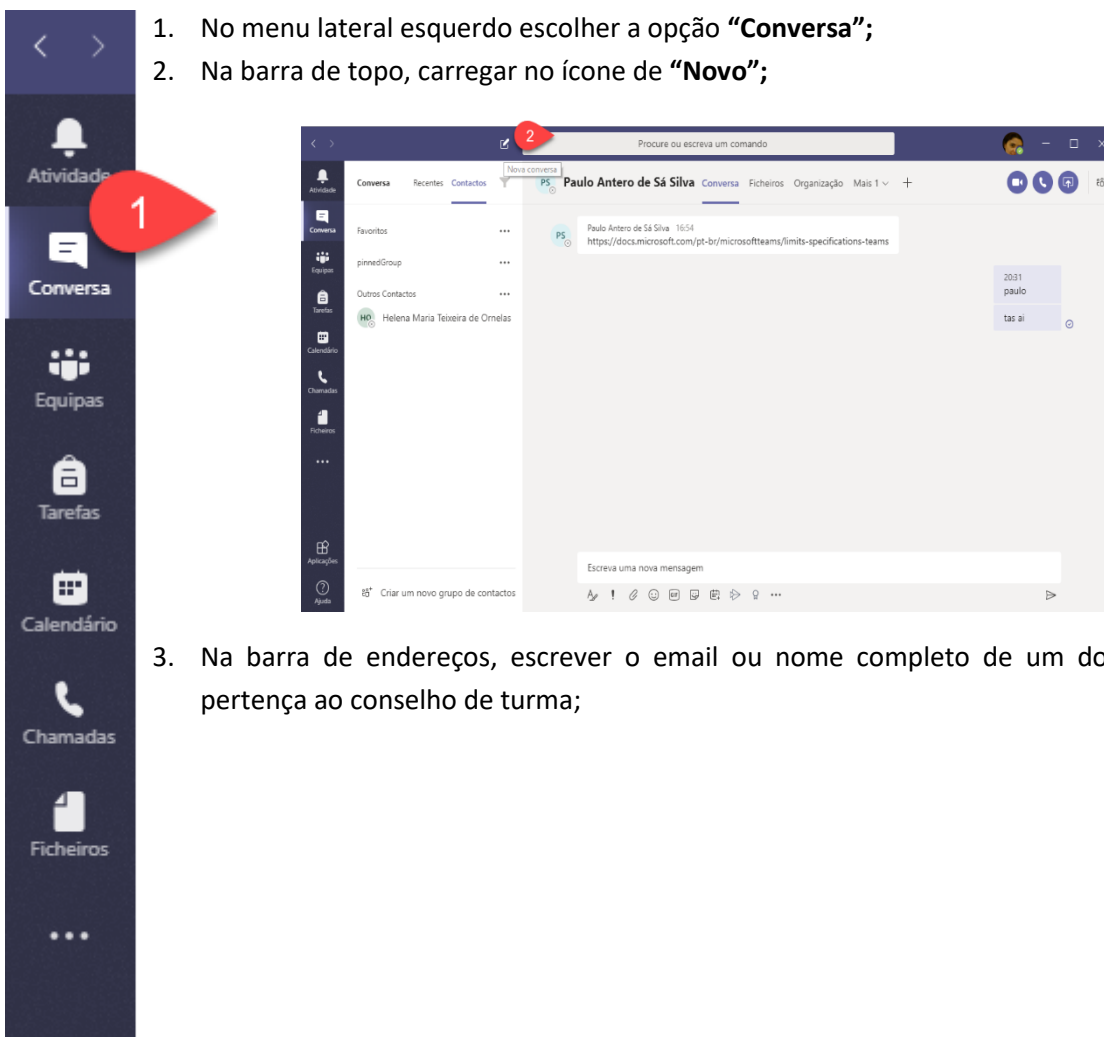 1. No menu lateral esquerdo escolher a opção “Conversa”;
2. Na barra de topo, carregar no ícone de “Novo”;
Atividade
1
Conversa
Equipas
Tarefas
Calendário
Chamadas
Ficheiros
2
Procure ou escreva um comando
Nova conversa
Atividade
Conversa Recentes Contactos
PS Paulo Antero de Sá Silva Conversa Ficheiros Organização Mais 1
Conversa
Favoritos
PS
Paulo Antero de Sá Silva 16:54
https://docs.microsoft.com/pt-br/microsoftteams/limits-specifications-teams
Equipas
pinnedGroup
20:31
paulo
Tarefas
Outros Contactos
HO Helena Maria Teixeira de Ornelas
tas ai
Calendário
Chamadas
Ficheiros
Aplicações
Escreva uma nova mensagem
Ajuda
Criar um novo grupo de contactos
GIF
3. Na barra de endereços, escrever o email ou nome completo de um do
pertença ao conselho de turma;